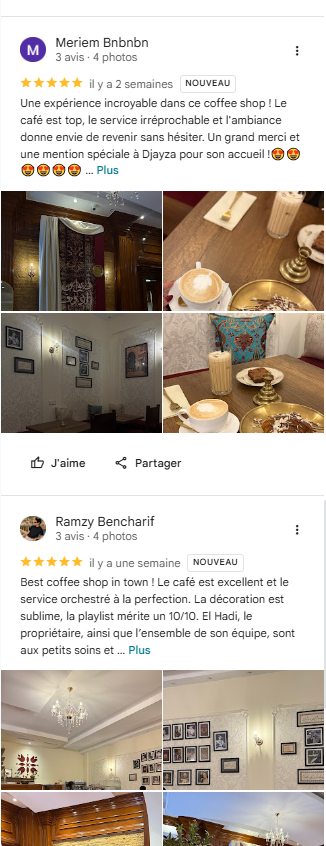 Meriem Bnbnbn
3 avis · 4 photos
il y a 2 semaines NOUVEAU
Une expérience incroyable dans ce coffee shop ! Le
café est top, le service irréprochable et l'ambiance
donne envie de revenir sans hésiter. Un grand merci et
une mention spéciale à Djayza pour son accueil !😍😍
😍😍😍😍 ... Plus
J'aime Partager
Ramzy Bencharif
3 avis · 4 photos
il y a une semaine NOUVEAU
Best coffee shop in town ! Le café est excellent et le
service orchestré à la perfection. La décoration est
sublime, la playlist mérite un 10/10. El Hadi, le
propriétaire, ainsi que l'ensemble de son équipe, sont
aux petits soins et ... Plus